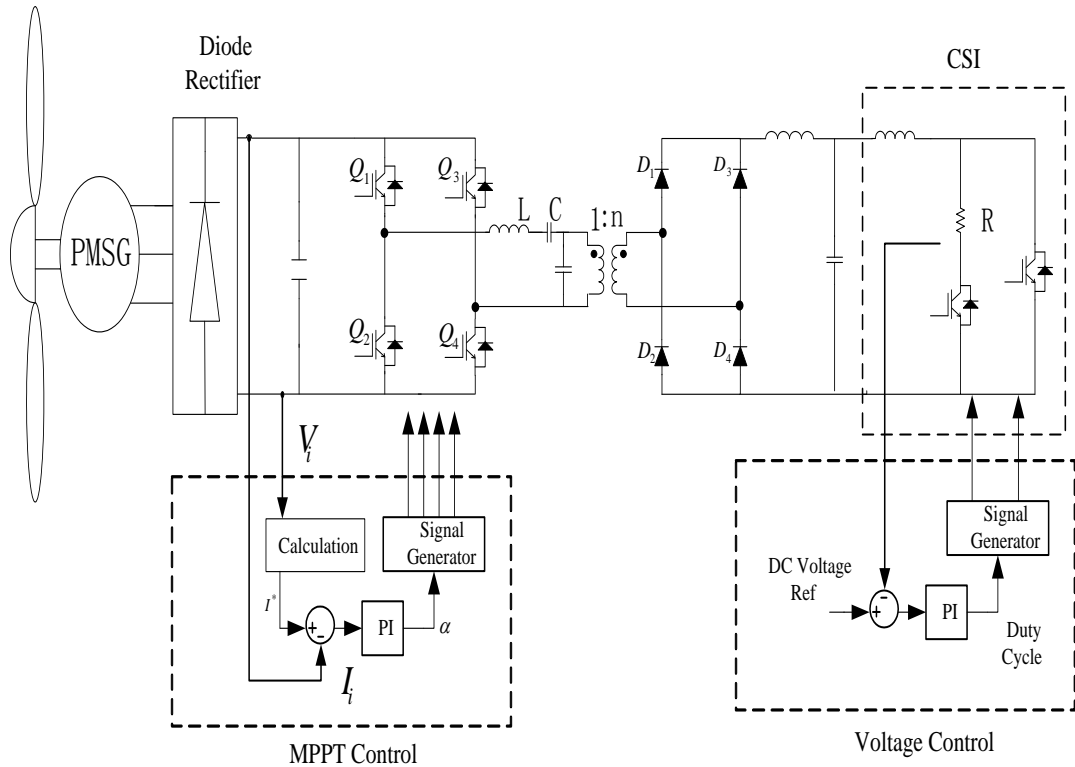 Diode
Rectifier
CSI
PMSG
Q1
Q3
Q2
Q4
L
C
1:n
D1
D3
D2
D4
R
Vi
Calculation
Signal
Generator
I*
PI
α
Ii
MPPT Control
Signal
Generator
DC Voltage
Ref
PI
Duty
Cycle
Voltage Control
+
-
+
-